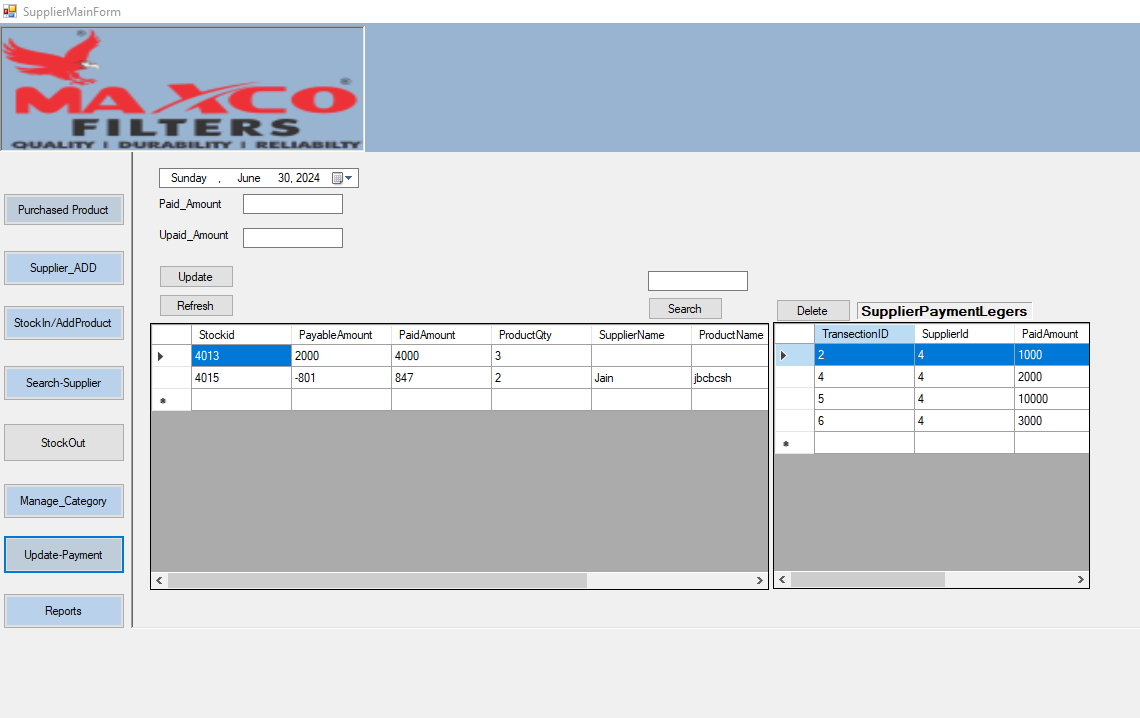 SupplierMainForm
MAXCO
FILTERS
QUALITY | DURABILITY | RELIABILTY
Purchased Product
Supplier_ADD
StockIn/AddProduct
Search-Supplier
StockOut
Manage_Category
Update-Payment
Reports
Sunday , June 30, 2024
Paid_Amount
Upaid_Amount
Update
Refresh
Search
Delete
SupplierPaymentLegers
Stockid PayableAmount PaidAmount ProductQty SupplierName ProductName
4013 2000 4000 3
4015 -801 847 2 Jain jbcbcsh
TransectionID SupplierId PaidAmount
2 4 1000
4 4 2000
5 4 10000
6 4 3000